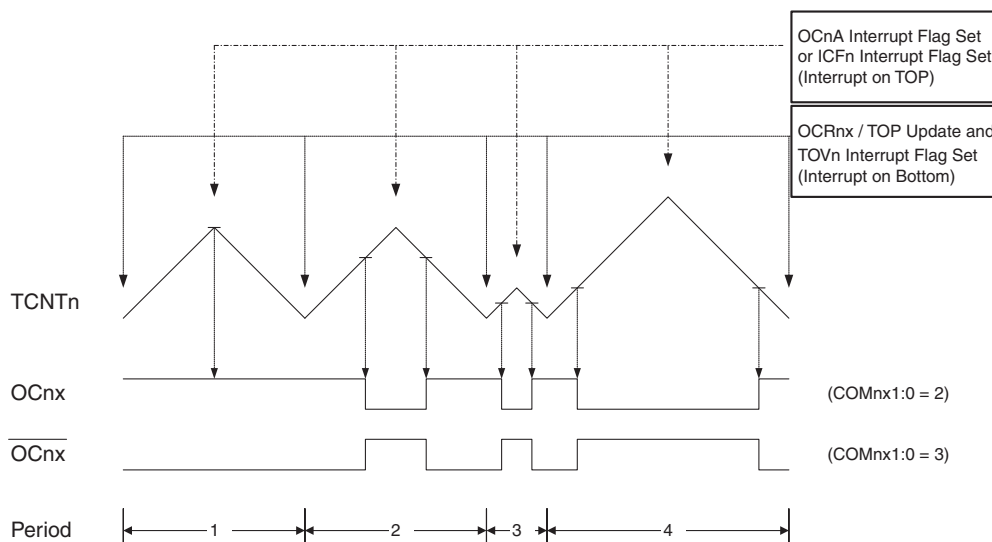 OCnA Interrupt Flag Set
or ICFn Interrupt Flag Set
(Interrupt on TOP)
OCRnx / TOP Update and
TOVn Interrupt Flag Set
(Interrupt on Bottom)
TCNTn
OCnx
(COMnx1:0 = 2)
OCnx
(COMnx1:0 = 3)
Period
1
2
3
4